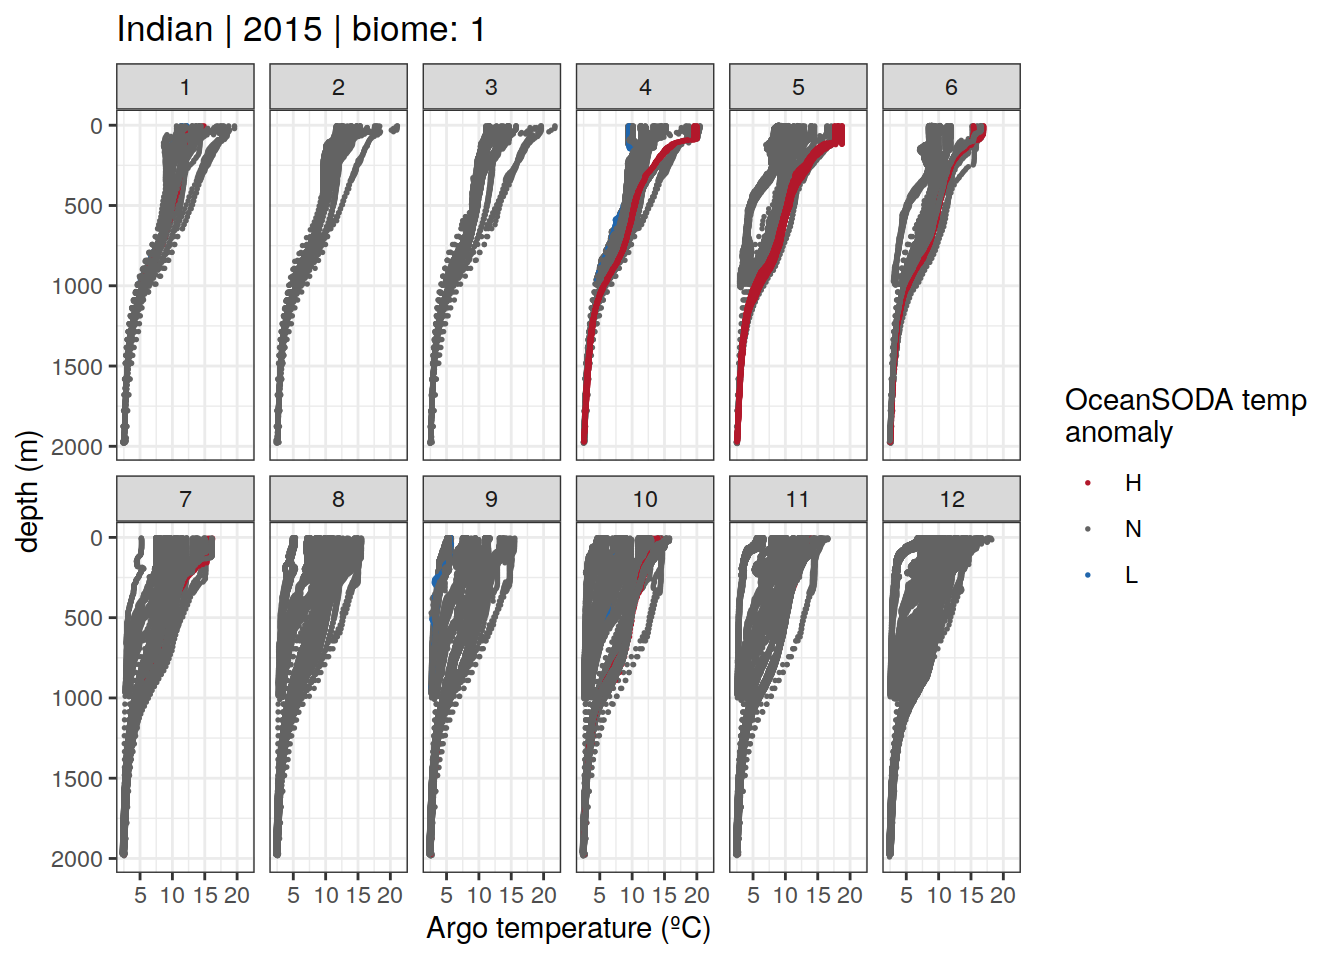 Indian | 2015 | biome: 1
1 2 3 4 5 6
0
500
1000
1500
2000
7 8 9 10 11 12
0
500
1000
1500
2000
5 10 15 20 5 10 15 20 5 10 15 20 5 10 15 20 5 10 15 20 5 10 15 20
Argo temperature (ºC)
depth (m)
OceanSODA temp
anomaly
H
N
L